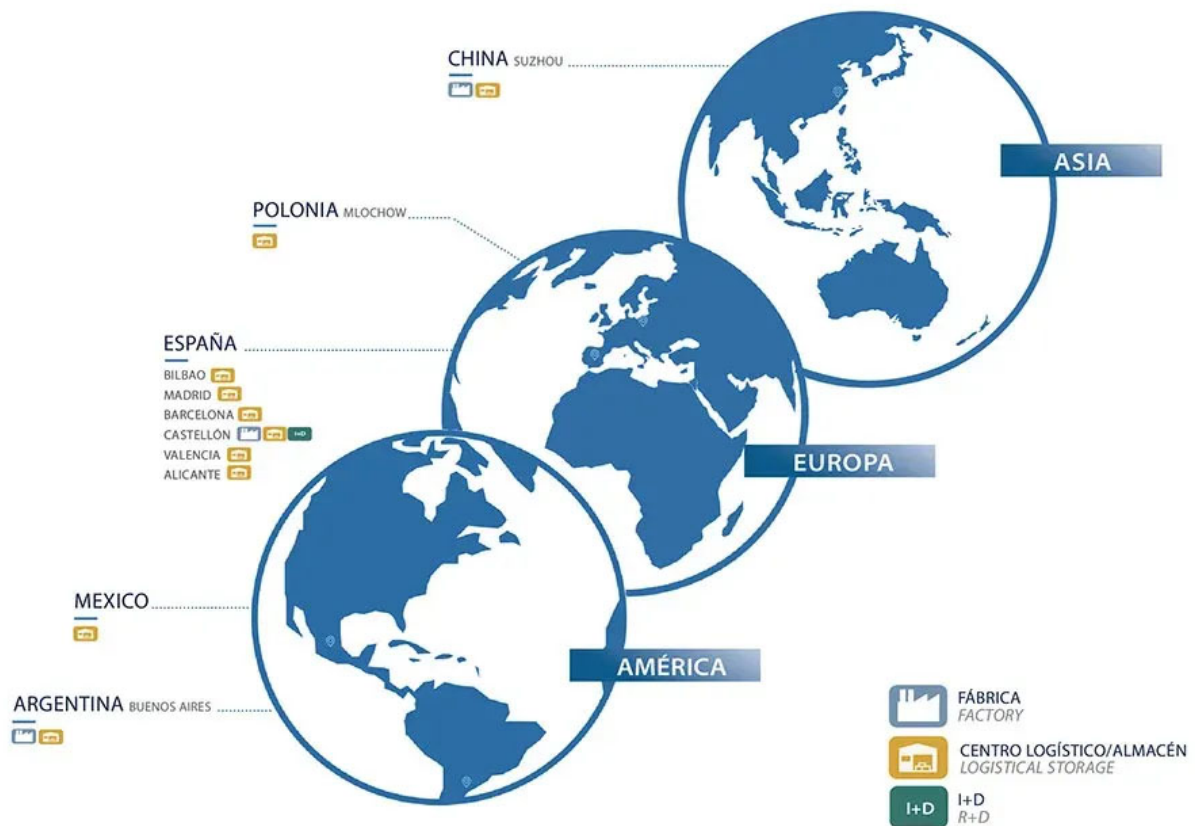 CHINA SUZHOU
ASIA
POLONIA MLOCHOW
ESPAÑA
BILBAO
MADRID
BARCELONA
CASTELLÓN I+D
VALENCIA
ALICANTE
EUROPA
MEXICO
AMÉRICA
ARGENTINA BUENOS AIRES
FÁBRICA
FACTORY
CENTRO LOGÍSTICO/ALMACÉN
LOGISTICAL STORAGE
I+D I+D
R+D